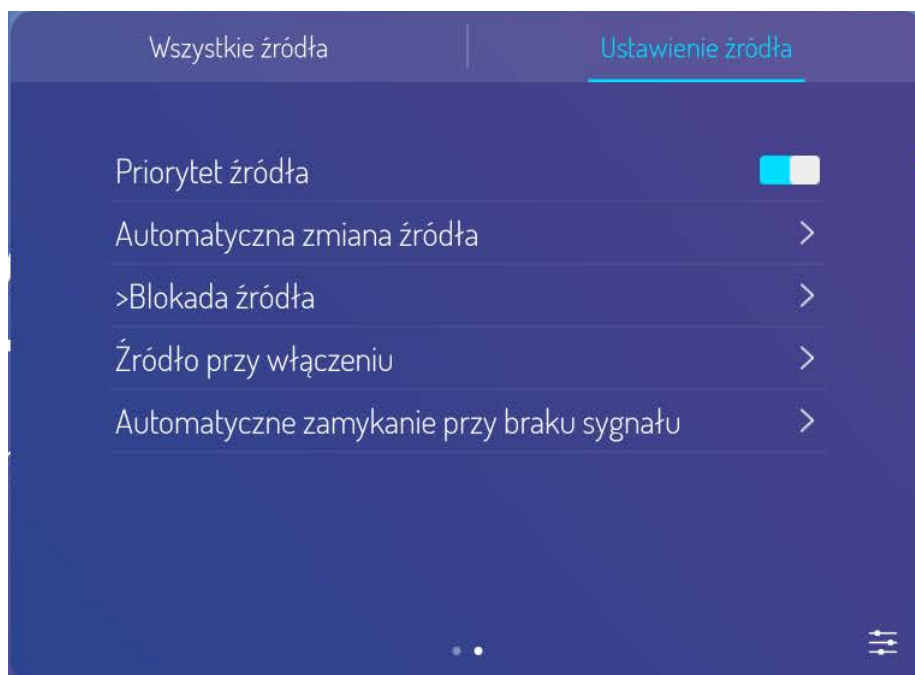 Wszystkie źródła
Ustawienie źródła
Priorytet źródła
Automatyczna zmiana źródła
>Blokada źródła
Źródło przy włączeniu
Automatyczne zamykanie przy braku sygnału